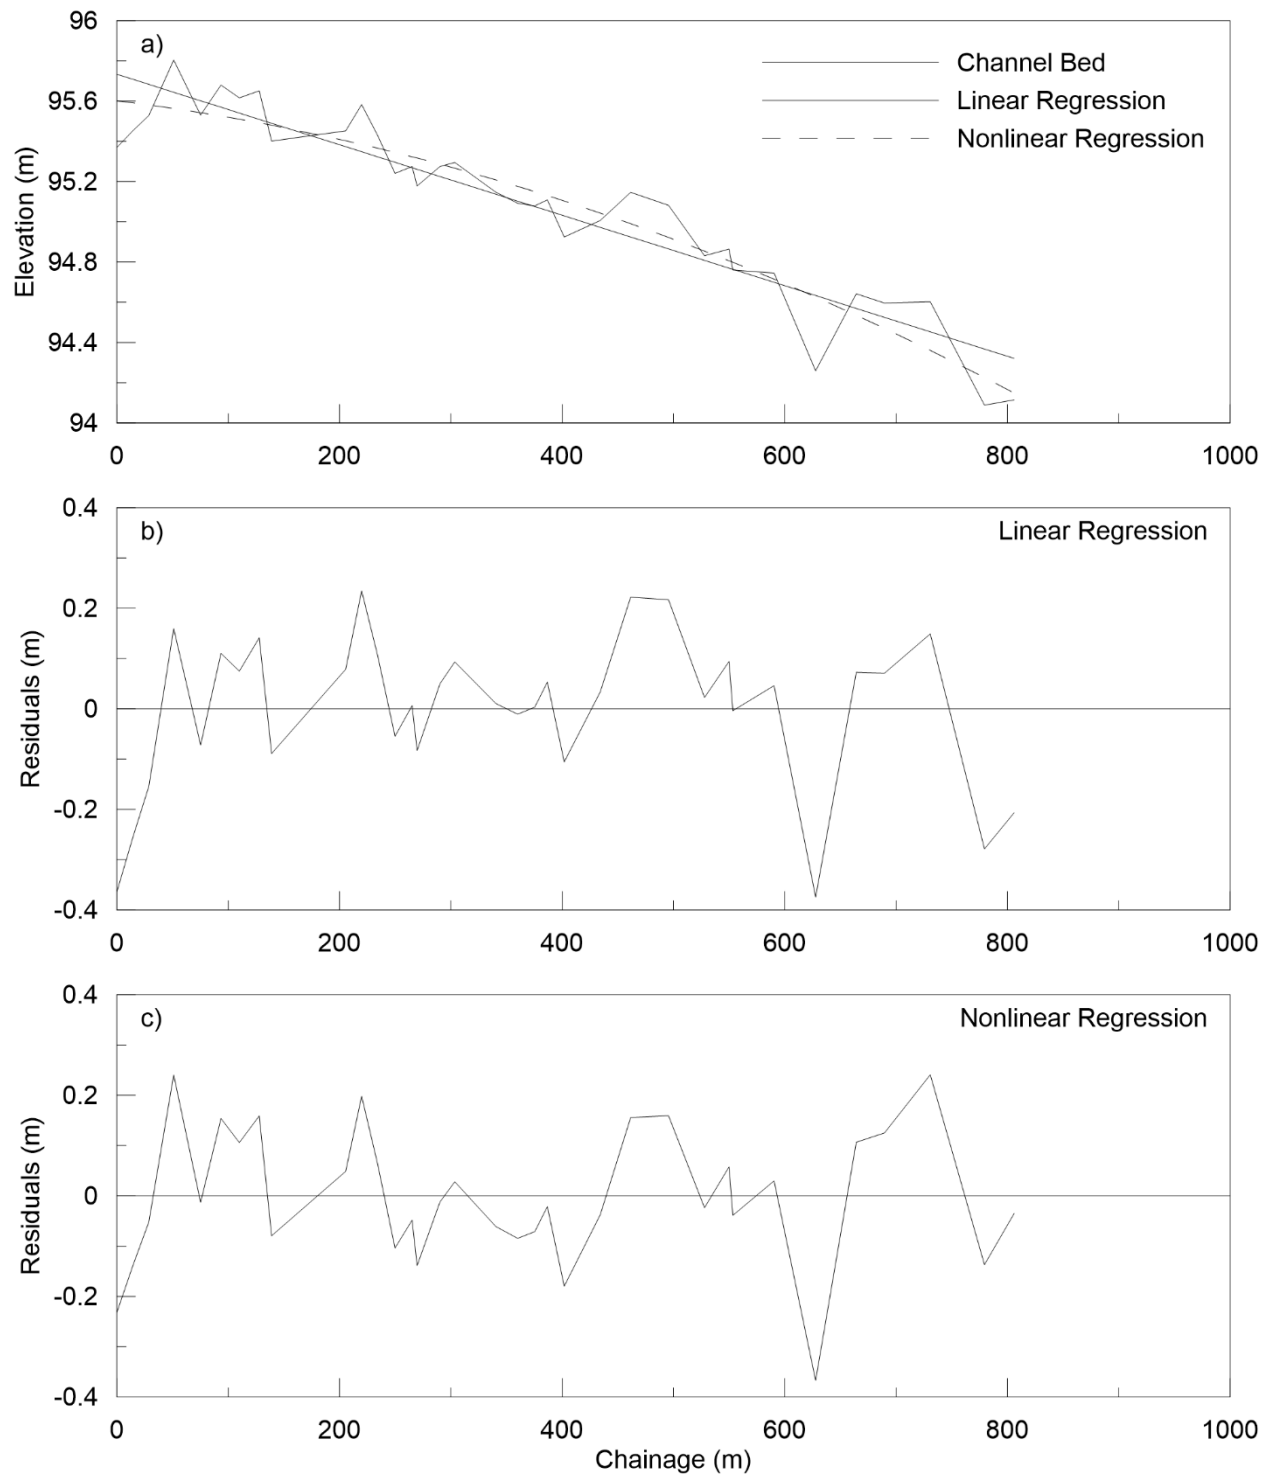 96
a)
Channel Bed
95.6
Linear Regression
Nonlinear Regression
95.2
Elevation (m)
94.8
94.4
94
0 200 400 600 800 1000
0.4
b) Linear Regression
0.2
Residuals (m)
0
-0.2
-0.4
0 200 400 600 800 1000
0.4
c) Nonlinear Regression
0.2
Residuals (m)
0
-0.2
-0.4
0 200 400 600 800 1000
Chainage (m)